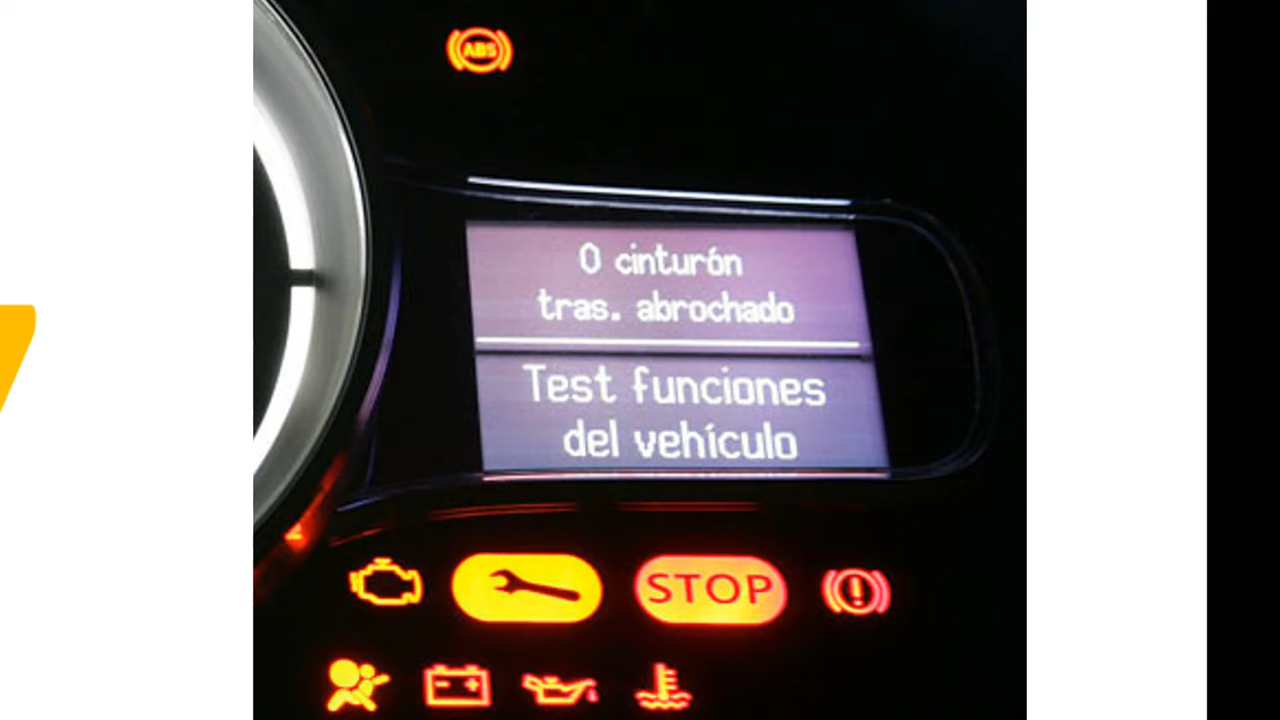 ABS
0 cinturón
tras. abrochado
Test funciones
del vehículo
STOP